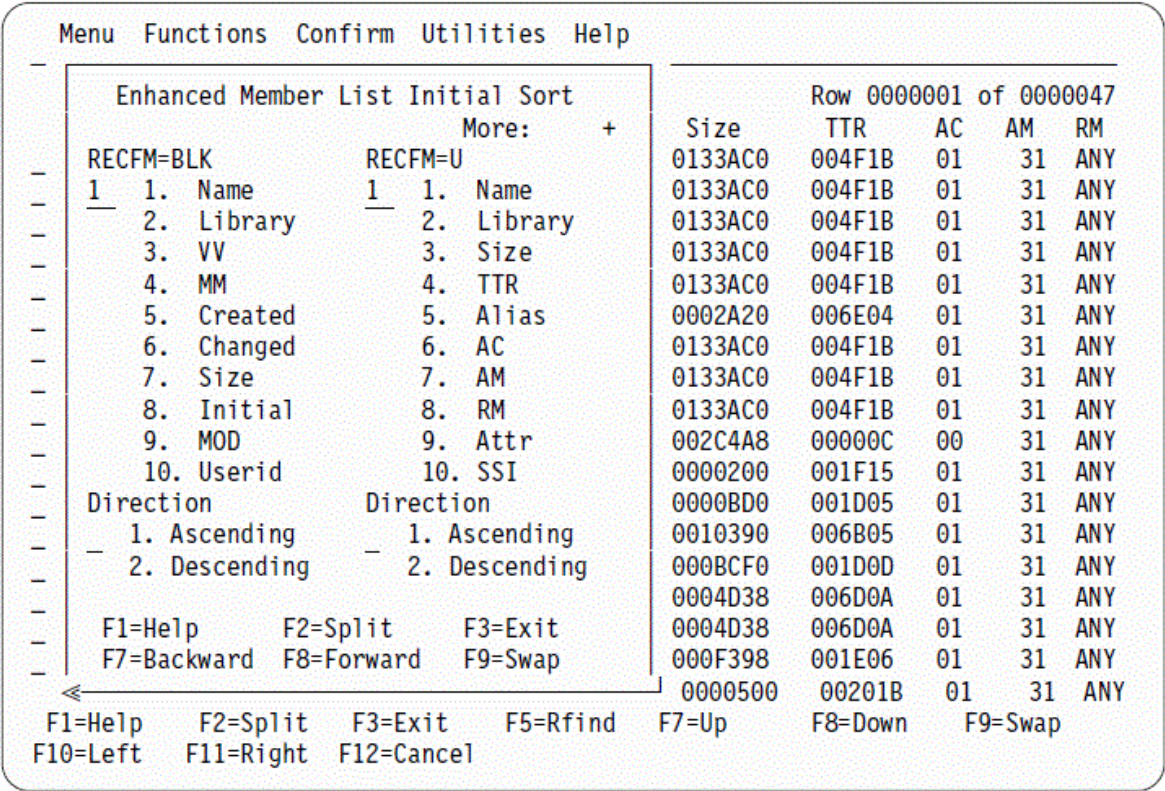 Menu Functions Confirm Utilities Help
Enhanced Member List Initial Sort Row 0000001 of 0000047
More: + Size TTR AC AM RM
RECFM=BLK RECFM=U 0133AC0 004F1B 01 31 ANY
1 1. Name 1 1. Name 0133AC0 004F1B 01 31 ANY
2. Library 2. Library 0133AC0 004F1B 01 31 ANY
3. VV 3. Size 0133AC0 004F1B 01 31 ANY
4. MM 4. TTR 0133AC0 004F1B 01 31 ANY
5. Created 5. Alias 0002A20 006E04 01 31 ANY
6. Changed 6. AC 0133AC0 004F1B 01 31 ANY
7. Size 7. AM 0133AC0 004F1B 01 31 ANY
8. Initial 8. RM 0133AC0 004F1B 01 31 ANY
9. MOD 9. Attr 002C4A8 00000C 00 31 ANY
10. Userid 10. SSI 0000200 001F15 01 31 ANY
Direction Direction 0000BD0 001D05 01 31 ANY
_ 1. Ascending _ 1. Ascending 0010390 006B05 01 31 ANY
2. Descending 2. Descending 000BCF0 001D0D 01 31 ANY
0004D38 006D0A 01 31 ANY
F1=Help F2=Split F3=Exit 0004D38 006D0A 01 31 ANY
F7=Backward F8=Forward F9=Swap 000F398 001E06 01 31 ANY
0000500 00201B 01 31 ANY
F1=Help F2=Split F3=Exit F5=Rfind F7=Up F8=Down F9=Swap
F10=Left F11=Right F12=Cancel